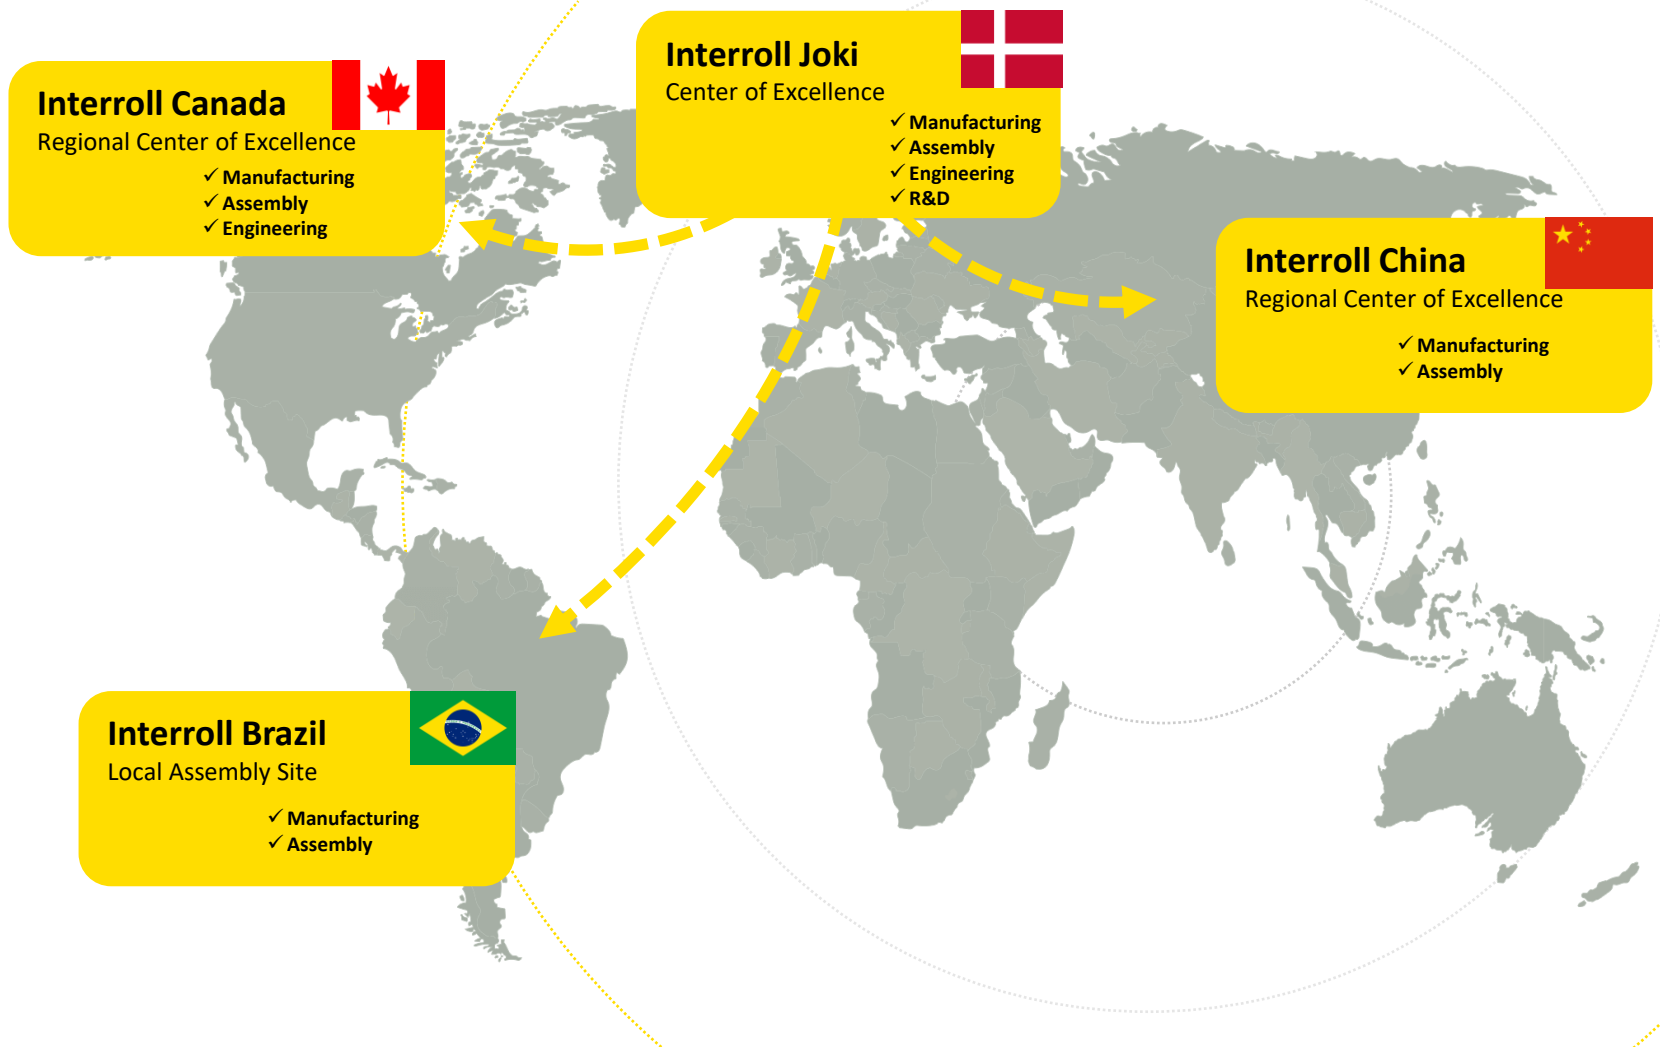 Interroll Canada
Regional Center of Excellence
✓ Manufacturing
✓ Assembly
✓ Engineering
Interroll Joki
Center of Excellence
✓ Manufacturing
✓ Assembly
✓ Engineering
✓ R&D
Interroll China
Regional Center of Excellence
✓ Manufacturing
✓ Assembly
Interroll Brazil
Local Assembly Site
✓ Manufacturing
✓ Assembly